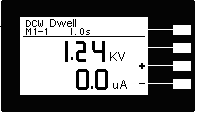 DCW Dwell
M1-1 1.0s
1.24 KV
+
0.0 uA -